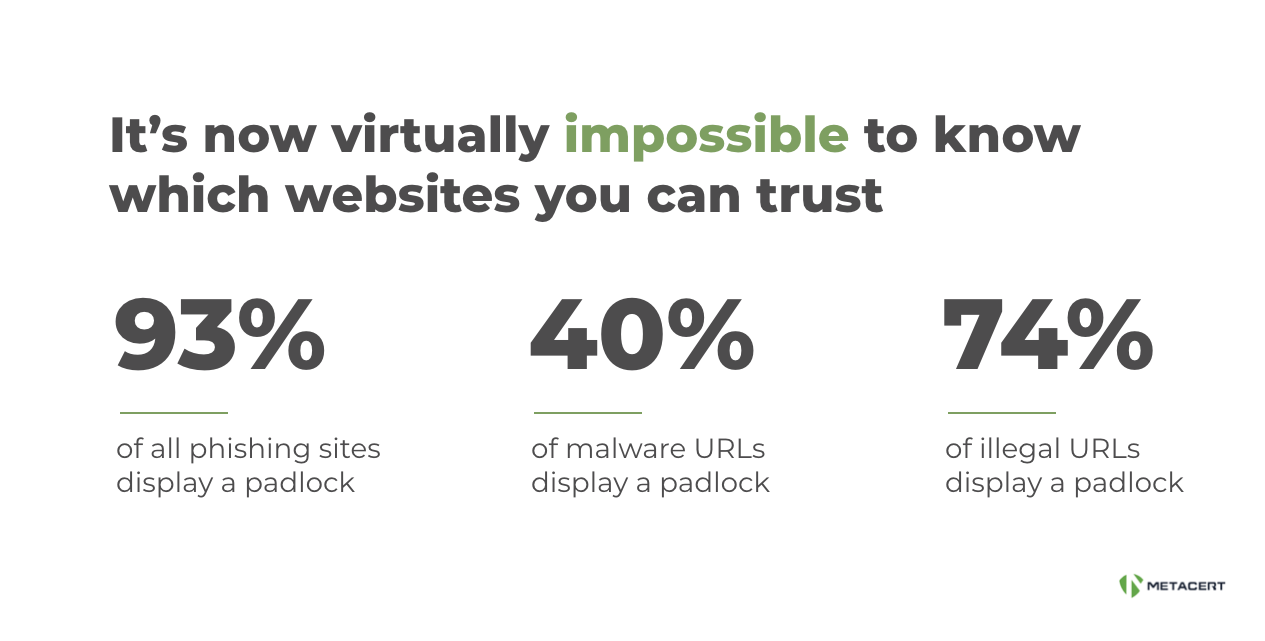 It’s now virtually impossible to know
which websites you can trust
93%
of all phishing sites
display a padlock
40%
of malware URLs
display a padlock
74%
of illegal URLs
display a padlock
METACERT